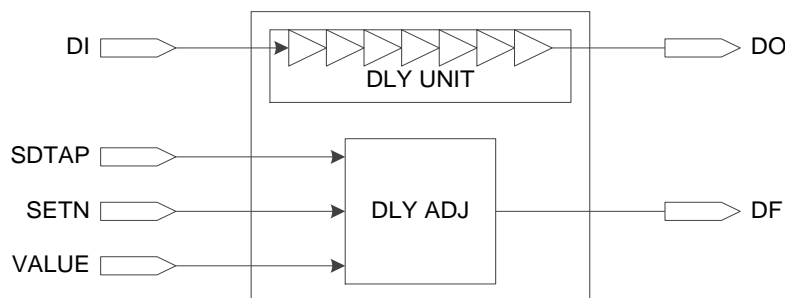 DI
DLY UNIT
DO
SDTAP
SETN
DLY ADJ
DF
VALUE